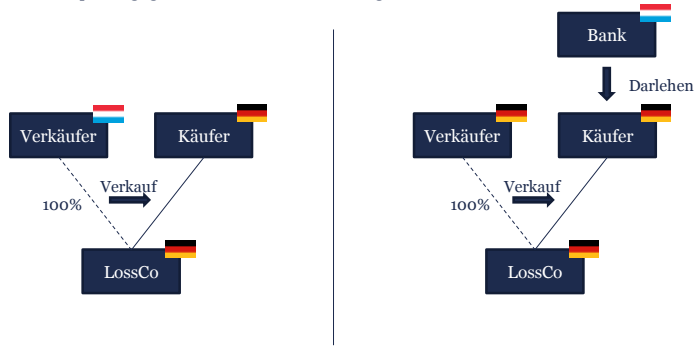 Verkäufer
Käufer
Verkauf
100%
LossCo
Bank
Darlehen
Verkäufer
Käufer
Verkauf
100%
LossCo